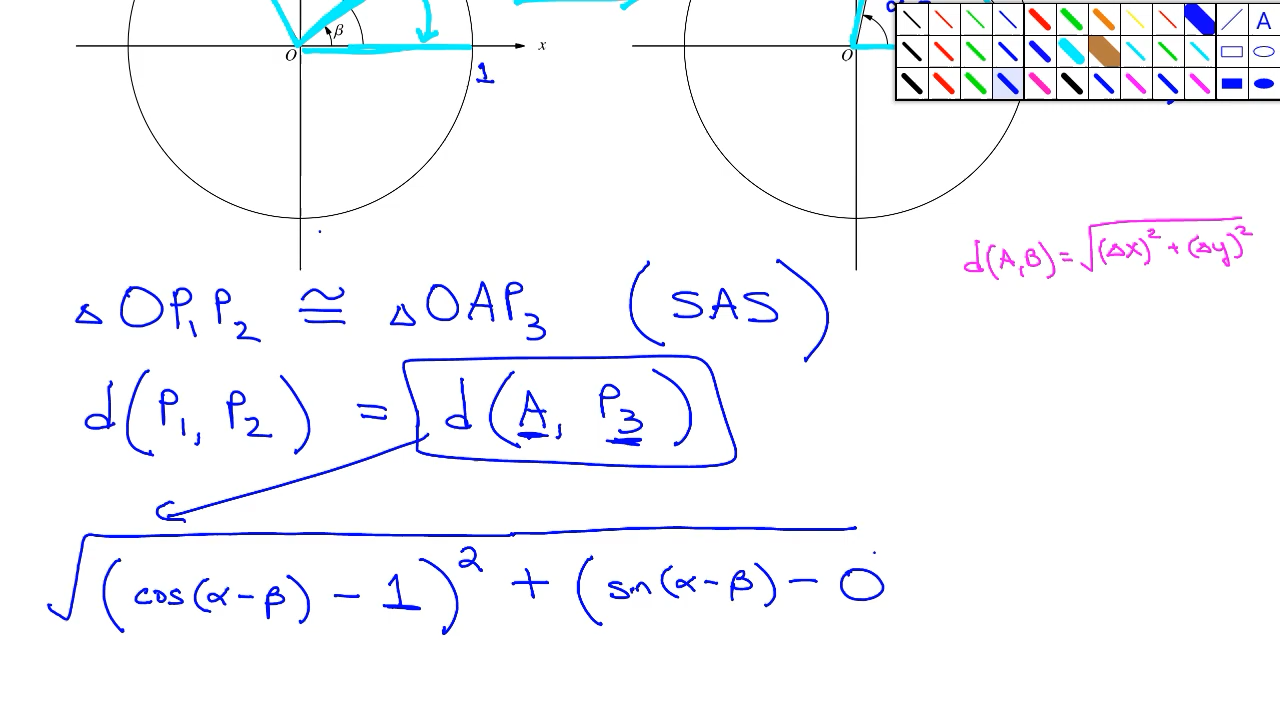 β
O
x
1
O
A
d(A,B) = √(Δx)² + (Δy)²
△OP₁P₂ ≅ △OAP₃ (SAS)
d(P₁, P₂) = d(A, P₃)
√(cos(α-β) - 1)² + (sin(α-β) - 0